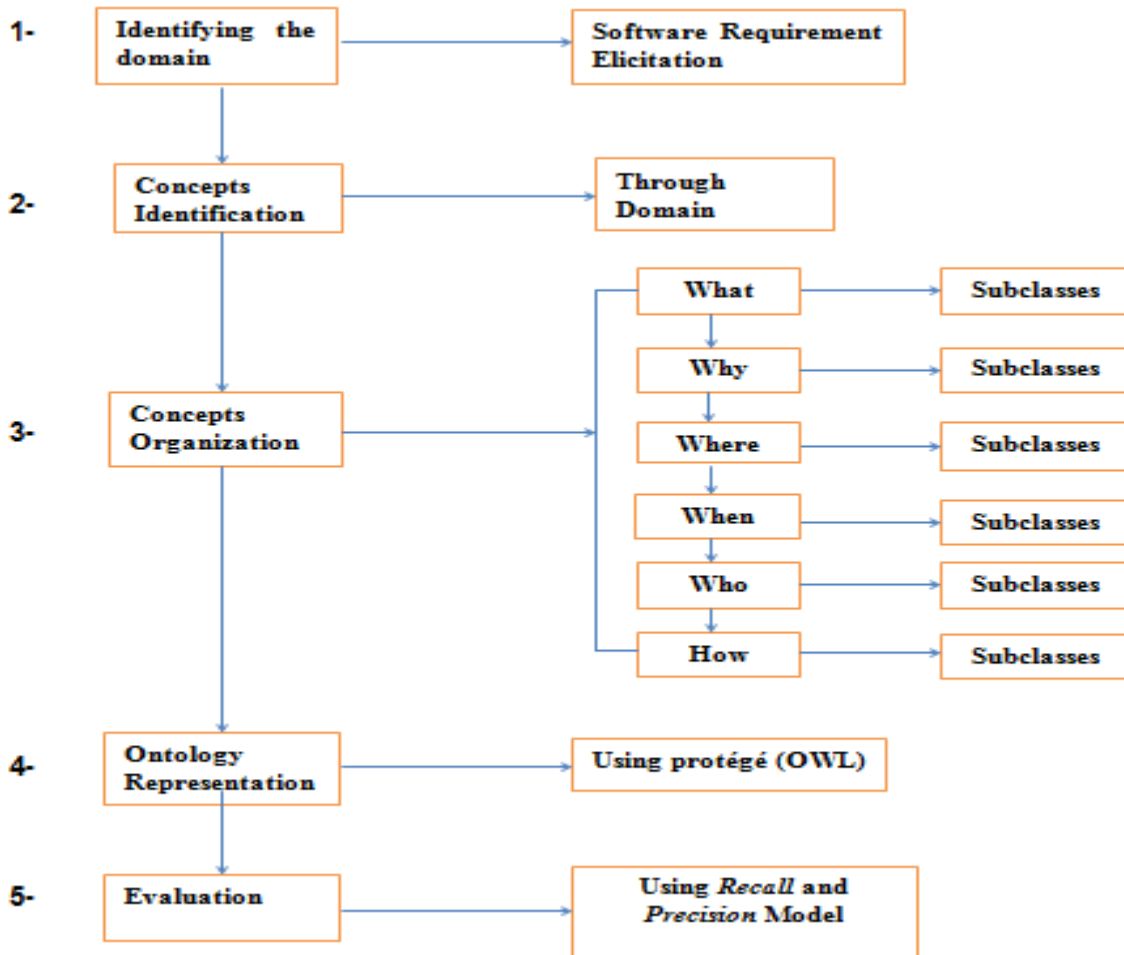 1-
Identifying the
domain
Software Requirement
Elicitation
2-
Concepts
Identification
Through
Domain
3-
Concepts
Organization
What
Subclasses
Why
Subclasses
Where
Subclasses
When
Subclasses
Who
Subclasses
How
Subclasses
4-
Ontology
Representation
Using protégé (OWL)
5-
Evaluation
Using Recall and
Precision Model